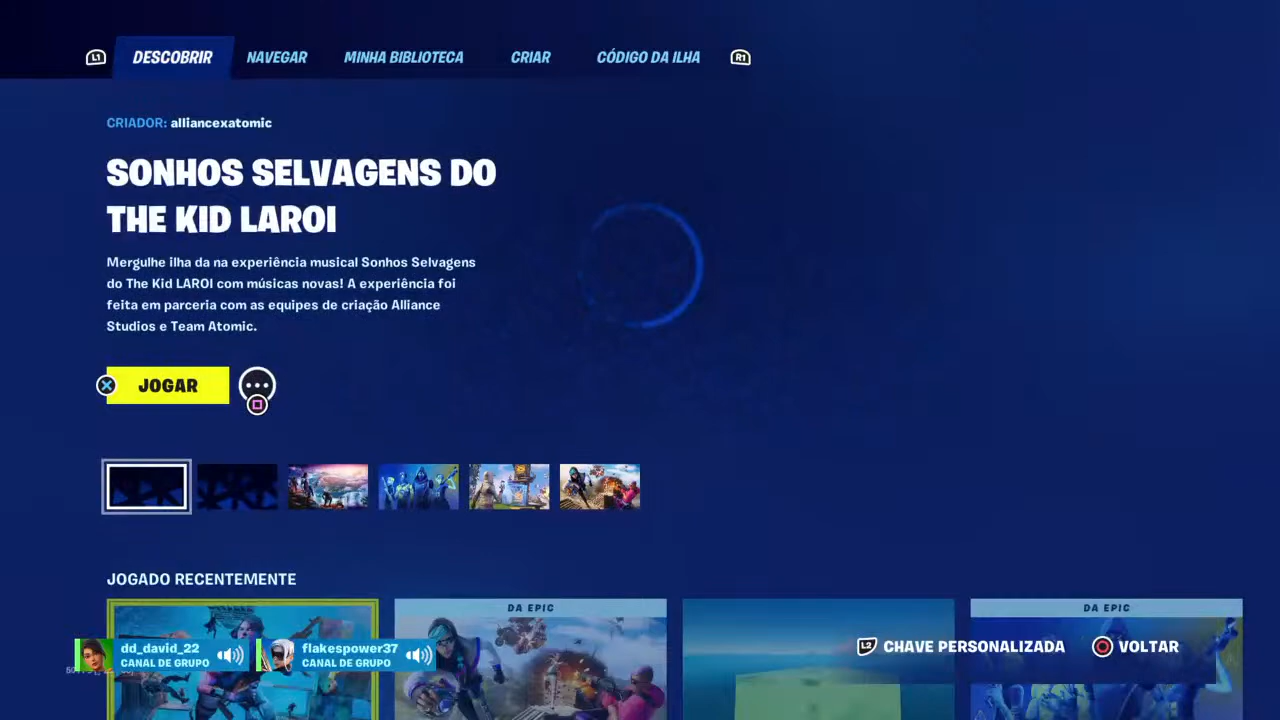 L1
DESCOBRIR
NAVEGAR
MINHA BIBLIOTECA
CRIAR
CÓDIGO DA ILHA
R1
CRIADOR: alliancexatomic
SONHOS SELVAGENS DO
THE KID LAROI
Mergulhe ilha da na experiência musical Sonhos Selvagens
do The Kid LAROI com músicas novas! A experiência foi
feita em parceria com as equipes de criação Alliance
Studios e Team Atomic.
JOGAR
JOGADO RECENTEMENTE
DA EPIC
DA EPIC
dd_david_22
CANAL DE GRUPO
flakespower37
CANAL DE GRUPO
L2
CHAVE PERSONALIZADA
VOLTAR